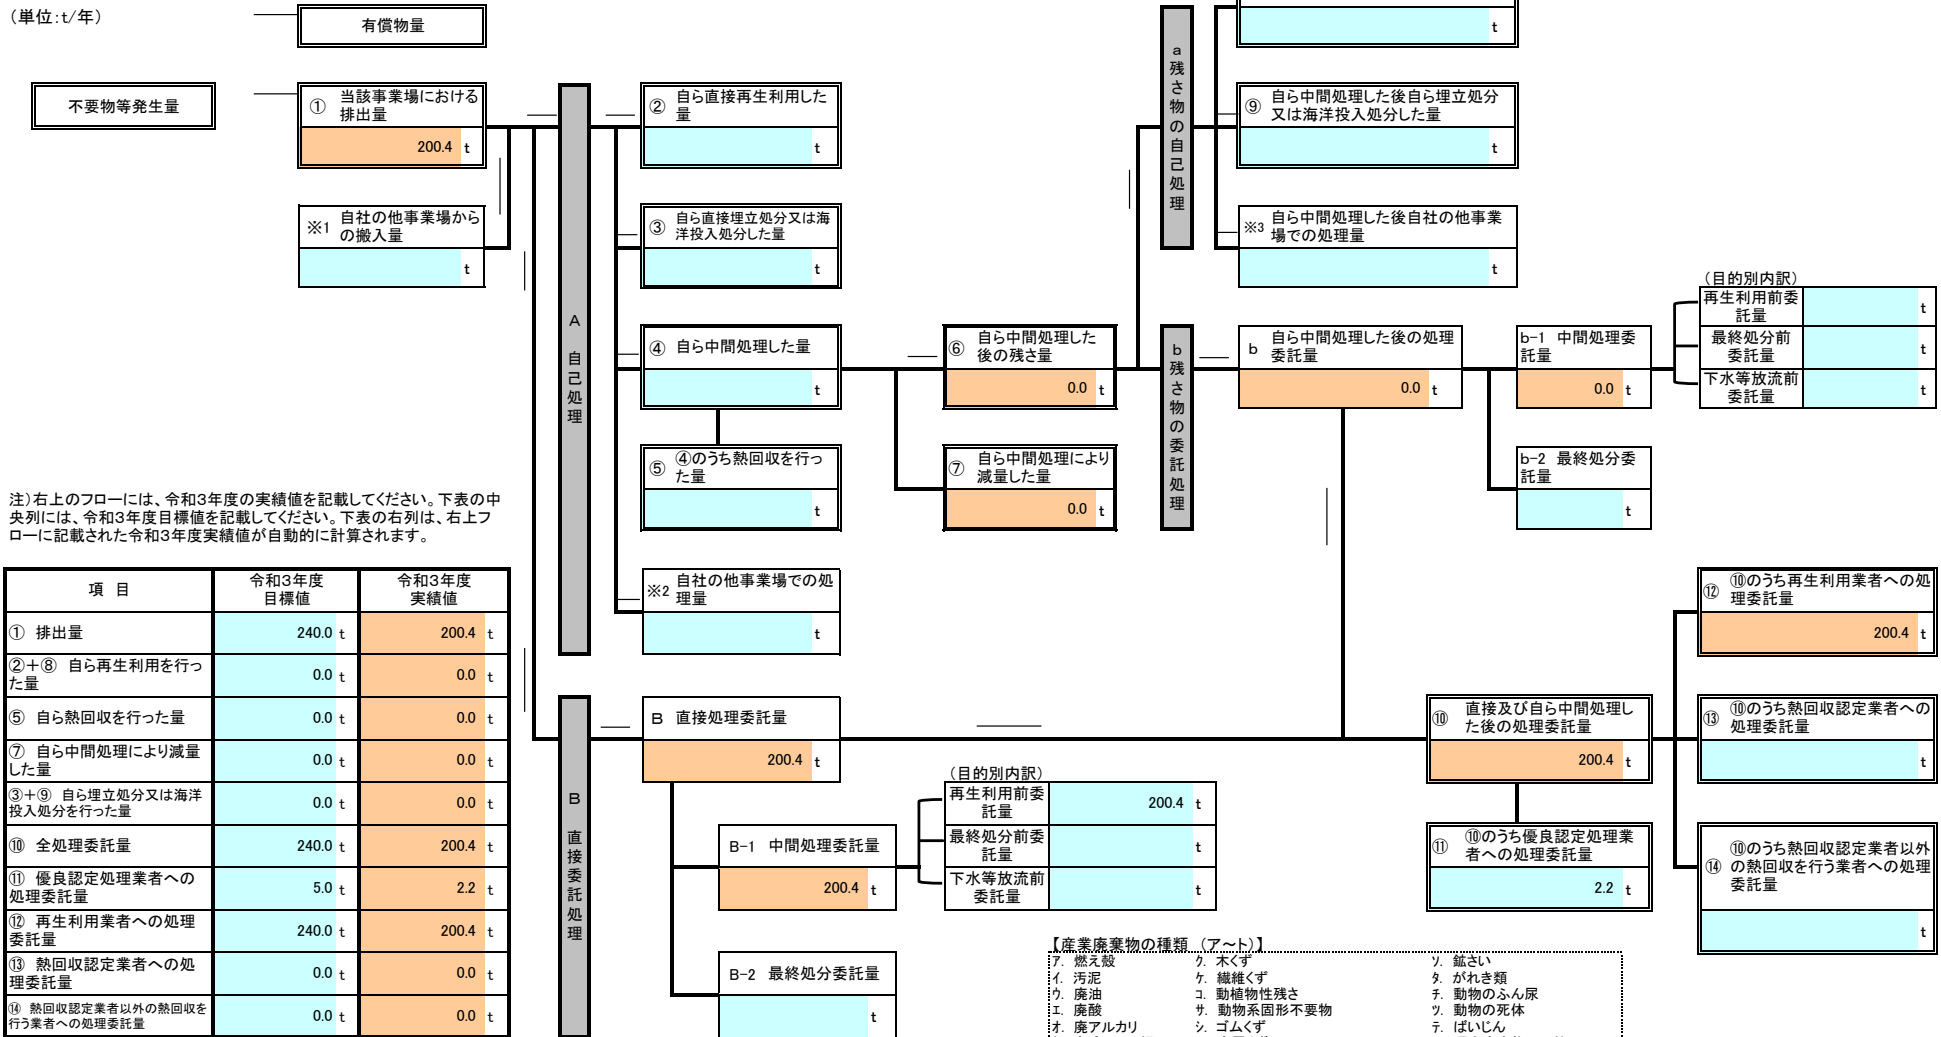 （単位:t/年）
有償物量
t
不要物等発生量
① 当該事業場における
排出量
200.4 t
※1 自社の他事業場から
の搬入量
t
A 自己処理
② 自ら直接再生利用した
量
t
③ 自ら直接埋立処分又は海
洋投入処分した量
t
④ 自ら中間処理した量
t
⑤ ④のうち熱回収を行っ
た量
t
※2 自社の他事業場での処
理量
t
⑥ 自ら中間処理した
後の残さ量
0.0 t
⑦ 自ら中間処理により
減量した量
0.0 t
a 残さ物の自己処理
⑨ 自ら中間処理した後自ら埋立処分
又は海洋投入処分した量
t
※3 自ら中間処理した後自社の他事業
場での処理量
t
b 残さ物の委託処理
b 自ら中間処理した後の処理
委託量
0.0 t
b-1 中間処理委
託量
0.0 t
b-2 最終処分委
託量
t
（目的別内訳）
再生利用前委
託量
t
最終処分前
委託量
t
下水等放流前
委託量
t
注）右上のフローには、令和3年度の実績値を記載してください。下表の中
央列には、令和3年度目標値を記載してください。下表の右列は、右上フ
ローに記載された令和3年度実績値が自動的に計算されます。
項 目 令和3年度 令和3年度
目標値 実績値
① 排出量 240.0 t 200.4 t
②＋⑧ 自ら再生利用を行っ
た量 0.0 t 0.0 t
⑤ 自ら熱回収を行った量 0.0 t 0.0 t
⑦ 自ら中間処理により減量
した量 0.0 t 0.0 t
③＋⑨ 自ら埋立処分又は海洋
投入処分を行った量 0.0 t 0.0 t
⑩ 全処理委託量 240.0 t 200.4 t
⑪ 優良認定処理業者への
処理委託量 5.0 t 2.2 t
⑫ 再生利用業者への処理
委託量 240.0 t 200.4 t
⑬ 熱回収認定業者への処
理委託量 0.0 t 0.0 t
⑭ 熱回収認定業者以外の熱回収を
行う業者への処理委託量 0.0 t 0.0 t
B 直接委託処理
B 直接処理委託量
200.4 t
B-1 中間処理委託量
200.4 t
B-2 最終処分委託量
t
（目的別内訳）
再生利用前委
託量
200.4 t
最終処分前委
託量
t
下水等放流前
委託量
t
⑩ 直接及び自ら中間処理し
た後の処理委託量
200.4 t
⑪ ⑩のうち優良認定処理業
者への処理委託量
2.2 t
⑫ ⑩のうち再生利用業者への処
理委託量
200.4 t
⑬ ⑩のうち熱回収認定業者への
処理委託量
t
⑭ ⑩のうち熱回収認定業者以外
の熱回収を行う業者への処理
委託量
t
【産業廃棄物の種類 （ア～ト）】
ア. 燃え殻 ク. 木くず ソ. 鉱さい
イ. 汚泥 ケ. 繊維くず タ. がれき類
ウ. 廃油 コ. 動植物性残さ チ. 動物のふん尿
エ. 廃酸 サ. 動物系固形不要物 ツ. 動物の死体
オ. 廃アルカリ シ. ゴムくず テ. ばいじん